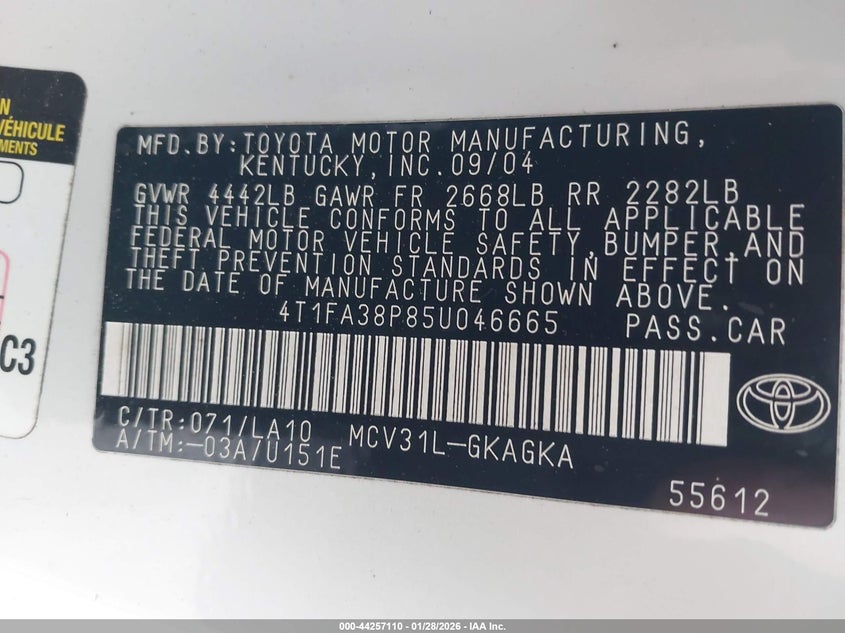 N
VÉHICULE
MENTS
C3
MFD.BY:TOYOTA MOTOR MANUFACTURING,
KENTUCKY,INC.09/04
GVWR 4442LB GAWR FR 2668LB RR 2282LB
THIS VEHICLE CONFORMS TO ALL APPLICABLE
FEDERAL MOTOR VEHICLE SAFETY,BUMPER,AND
THEFT PREVENTION STANDARDS IN EFFECT ON
THE DATE OF MANUFACTURE SHOWN ABOVE.
4T1FA38P85U046665 PASS.CAR
C/TR:071/LA10 MCV31L-GKAGKA
A/TM:-03A/U151E
55612
000-44257110 - 01/28/2026 - IAA Inc.